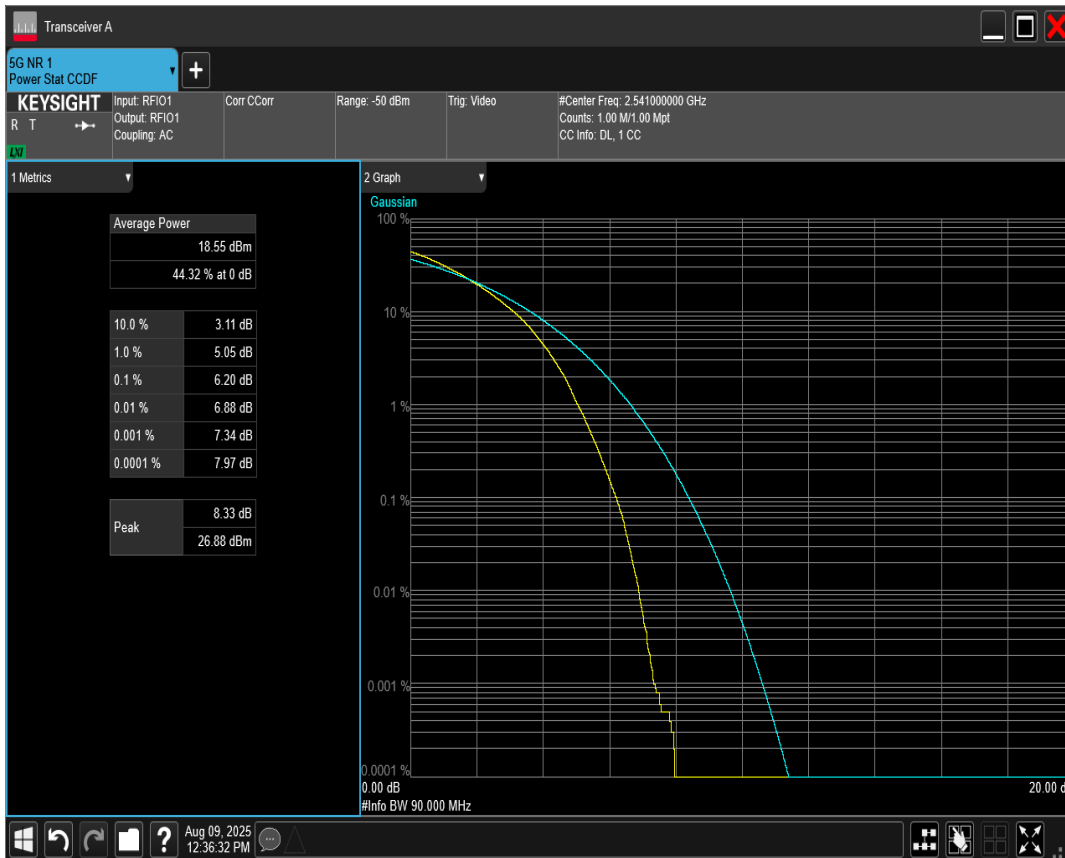 Transceiver A
5G NR 1
Power Stat CCDF
KEYSIGHT
R T
LXI
Input: RFIO1
Output: RFIO1
Coupling: AC
Corr CCorr
Range: -50 dBm
Trig: Video
#Center Freq: 2.541000000 GHz
Counts: 1.00 M/1.00 Mpt
CC Info: DL, 1 CC
1 Metrics
Average Power
18.55 dBm
44.32 % at 0 dB
10.0 % 3.11 dB
1.0 % 5.05 dB
0.1 % 6.20 dB
0.01 % 6.88 dB
0.001 % 7.34 dB
0.0001 % 7.97 dB
Peak
8.33 dB
26.88 dBm
2 Graph
Gaussian
100 %
10 %
1 %
0.1 %
0.01 %
0.001 %
0.0001 %
0.00 dB
20.00 d
#Info BW 90.000 MHz
?
Aug 09, 2025
12:36:32 PM